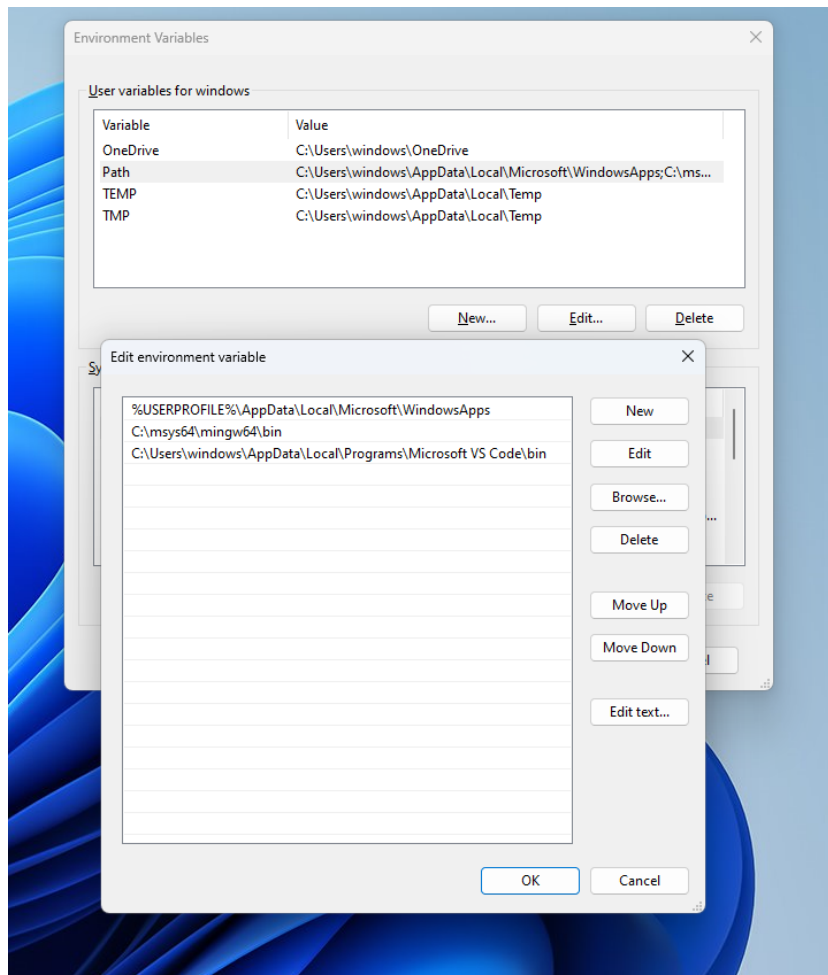 Environment Variables
User variables for windows
Variable Value
OneDrive C:\Users\windows\OneDrive
Path C:\Users\windows\AppData\Local\Microsoft\WindowsApps;C:\ms...
TEMP C:\Users\windows\AppData\Local\Temp
TMP C:\Users\windows\AppData\Local\Temp
New... Edit... Delete
Sy
Edit environment variable
%USERPROFILE%\AppData\Local\Microsoft\WindowsApps
C:\msys64\mingw64\bin
C:\Users\windows\AppData\Local\Programs\Microsoft VS Code\bin
New
Edit
Browse...
Delete
Move Up
Move Down
Edit text...
OK Cancel